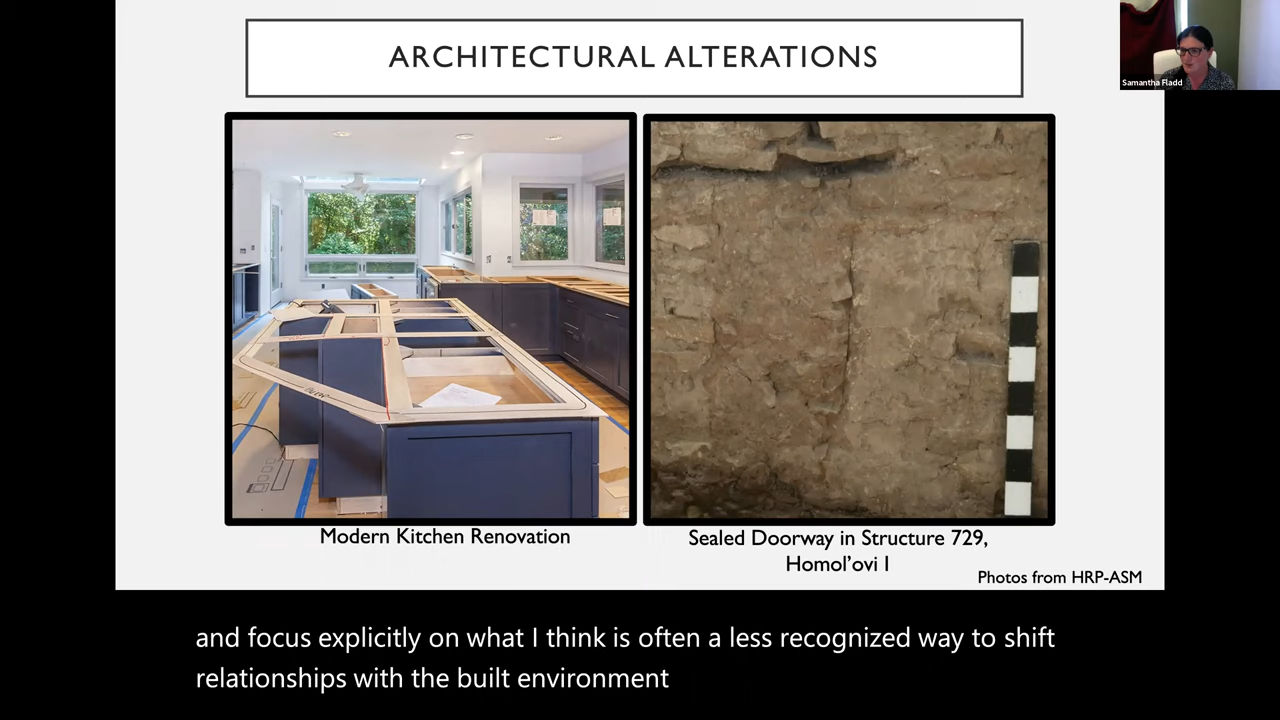 ARCHITECTURAL ALTERATIONS
Samantha Fladd
Modern Kitchen Renovation
Sealed Doorway in Structure 729,
Homol'ovi I
Photos from HRP-ASM
and focus explicitly on what I think is often a less recognized way to shift
relationships with the built environment